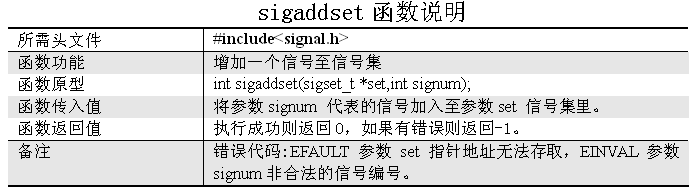 sigaddset 函数说明
所需头文件 #include<signal.h>
函数功能 增加一个信号至信号集
函数原型 int sigaddset(sigset_t *set,int signum);
函数传入值 将参数 signum 代表的信号加入至参数 set 信号集里。
函数返回值 执行成功则返回 0，如果有错误则返回-1。
备注 错误代码:EFAULT 参数 set 指针地址无法存取，EINVAL 参数
signum 非合法的信号编号。